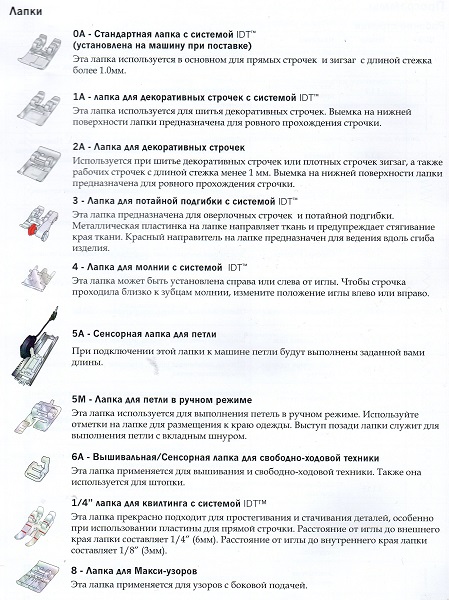 Лапки
0А - Стандартная лапка с системой IDT™
(установлена на машину при поставке)
Эта лапка используется в основном для прямых строчек и зигзаг с длиной стежка
более 1.0мм.
1А - лапка для декоративных строчек с системой IDT™
Эта лапка используется для шитья декоративных строчек. Выемка на нижней
поверхности лапки предназначена для ровного прохождения строчки.
2А - Лапка для декоративных строчек
Используется при шитье декоративных строчек или плотных строчек зигзаг, а также
рабочих строчек с длиной стежка менее 1 мм. Выемка на нижней поверхности лапки
предназначена для ровного прохождения строчки.
3 - Лапка для потайной подгибки с системой IDT™
Эта лапка предназначена для оверлочных строчек и потайной подгибки.
Металлическая пластинка на лапке направляет ткань и предупреждает стягивание
края ткани. Красный направитель на лапке предназначен для ведения вдоль сгиба
изделия.
4 - Лапка для молнии с системой IDT™
Эта лапка может быть установлена справа или слева от иглы. Чтобы строчка
проходила близко к зубцам молнии, измените положение иглы влево или вправо.
5А - Сенсорная лапка для петли
При подключении этой лапки к машине петли будут выполнены заданной вами
длины.
5М - Лапка для петли в ручном режиме
Эта лапка используется для выполнения петель в ручном режиме. Используйте
отметки на лапке для размещения к краю одежды. Выступ позади лапки служит для
выполнения петли с вкладным шнуром.
6А - Вышивальная/Сенсорная лапка для свободно-ходовой техники
Эта лапка применяется для вышивания и свободно-ходовой техники. Также она
используется для штопки.
1/4" лапка для квилтинга с системой IDT™
Эта лапка прекрасно подходит для простегивания и стачивания деталей, особенно
при использовании пластины для прямой строчки. Расстояние от иглы до внешнего
края лапки составляет 1/4" (6мм). Расстояние от иглы до внутреннего края лапки
составляет 1/8" (3мм).
8 - Лапка для Макси-узоров
Эта лапка применяется для узоров с боковой подачей.